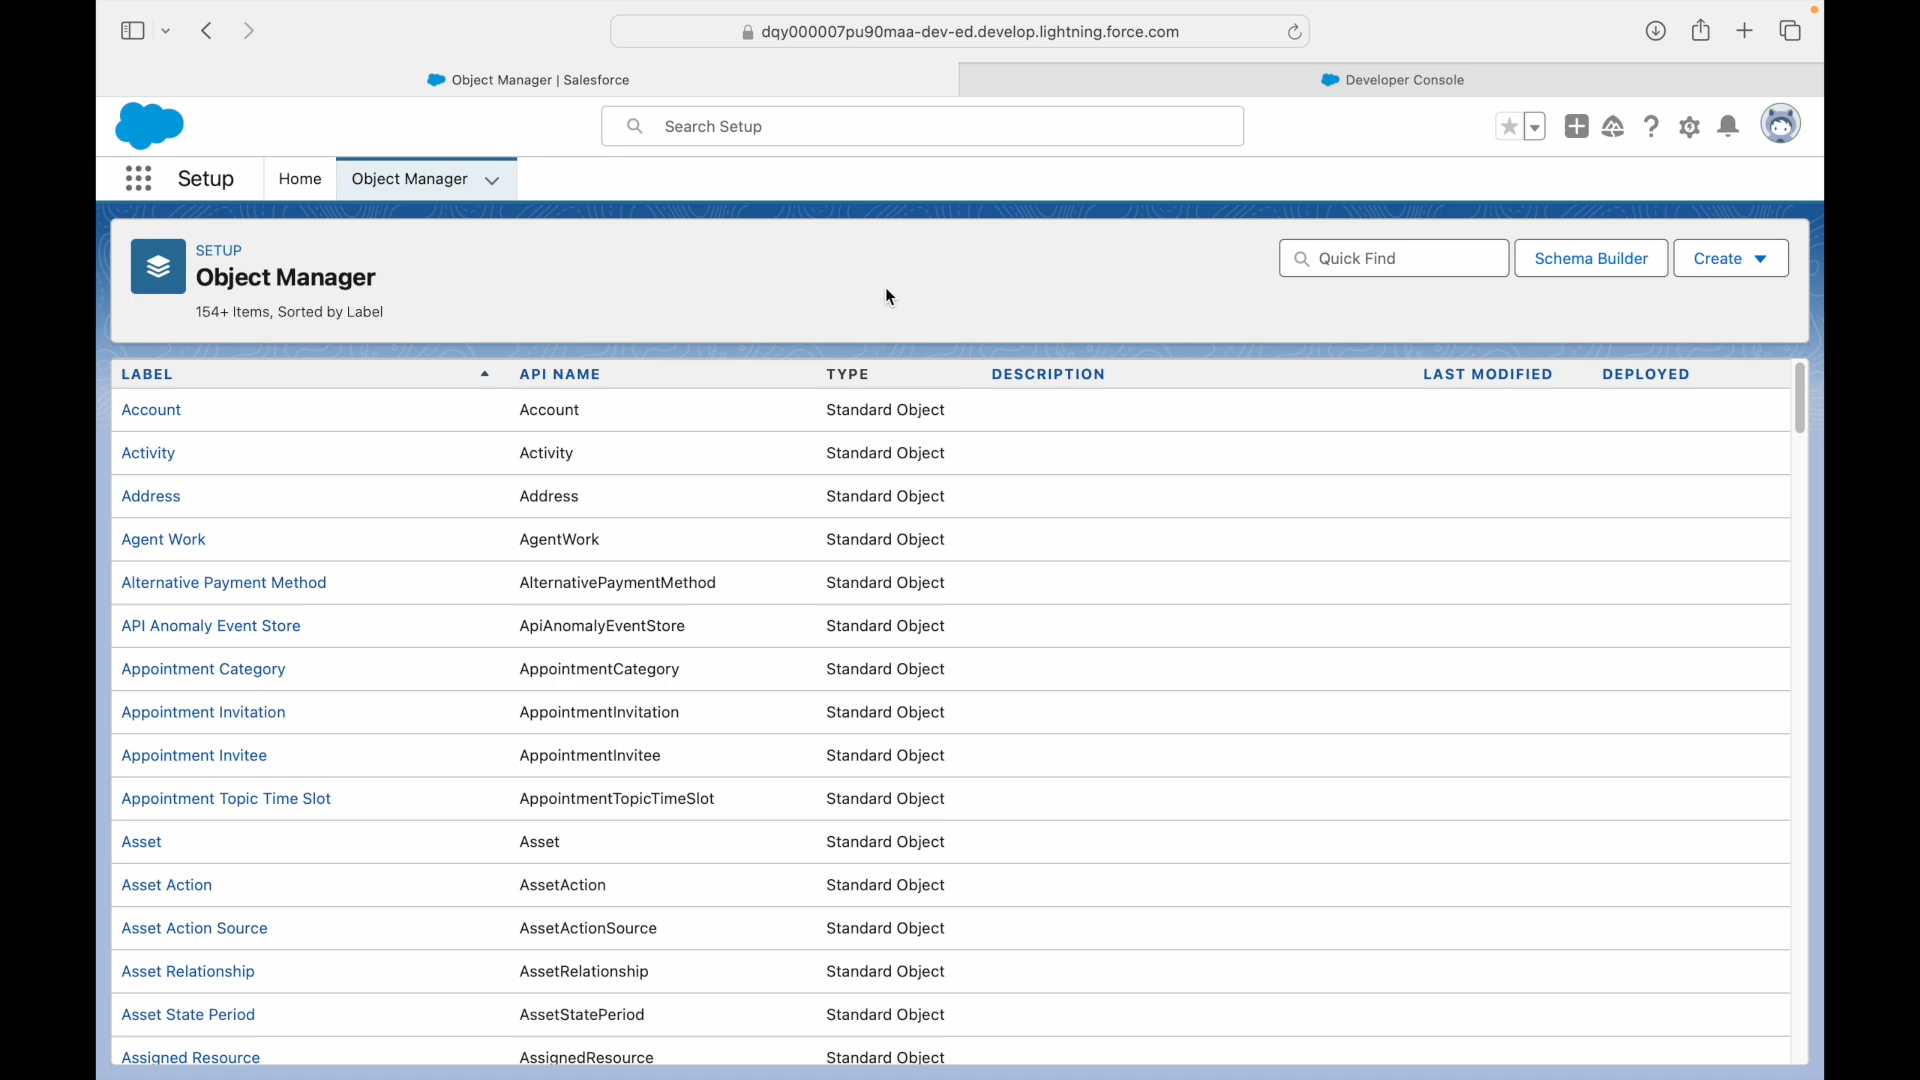 dqy000007pu90maa-dev-ed.develop.lightning.force.com
Object Manager | Salesforce
Developer Console
Search Setup
Setup
Home
Object Manager
SETUP
Object Manager
154+ Items, Sorted by Label
Quick Find
Schema Builder
Create
LABEL API NAME TYPE DESCRIPTION LAST MODIFIED DEPLOYED
Account Account Standard Object
Activity Activity Standard Object
Address Address Standard Object
Agent Work AgentWork Standard Object
Alternative Payment Method AlternativePaymentMethod Standard Object
API Anomaly Event Store ApiAnomalyEventStore Standard Object
Appointment Category AppointmentCategory Standard Object
Appointment Invitation AppointmentInvitation Standard Object
Appointment Invitee AppointmentInvitee Standard Object
Appointment Topic Time Slot AppointmentTopicTimeSlot Standard Object
Asset Asset Standard Object
Asset Action AssetAction Standard Object
Asset Action Source AssetActionSource Standard Object
Asset Relationship AssetRelationship Standard Object
Asset State Period AssetStatePeriod Standard Object
Assigned Resource AssignedResource Standard Object